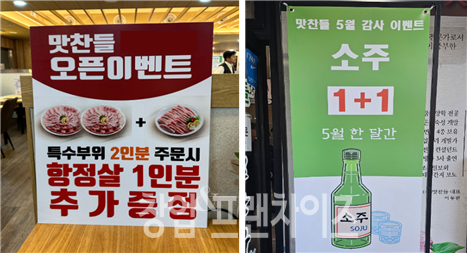 맛찬들
오픈이벤트
+
특수부위 2인분 주문시
항정살 1인분
추가증정
맛찬들 5월 감사 이벤트
소주
1+1
5월 한 달간
소주
SOJU
창업&프랜차이즈